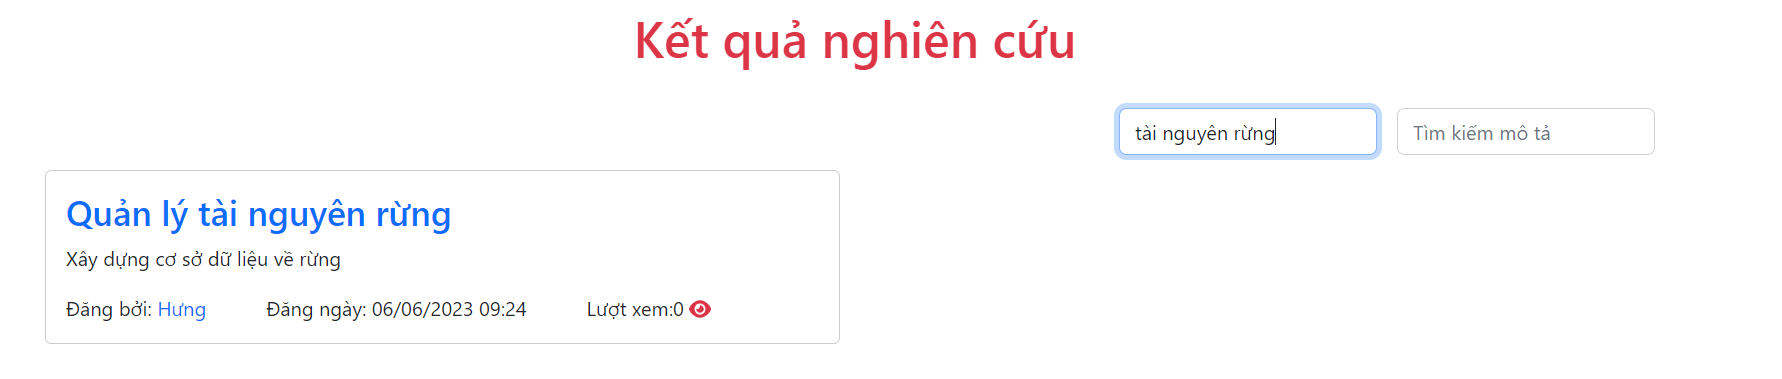 Kết quả nghiên cứu
tài nguyên rừng
Tìm kiếm mô tả
Quản lý tài nguyên rừng
Xây dựng cơ sở dữ liệu về rừng
Đăng bởi: Hưng Đăng ngày: 06/06/2023 09:24 Lượt xem:0